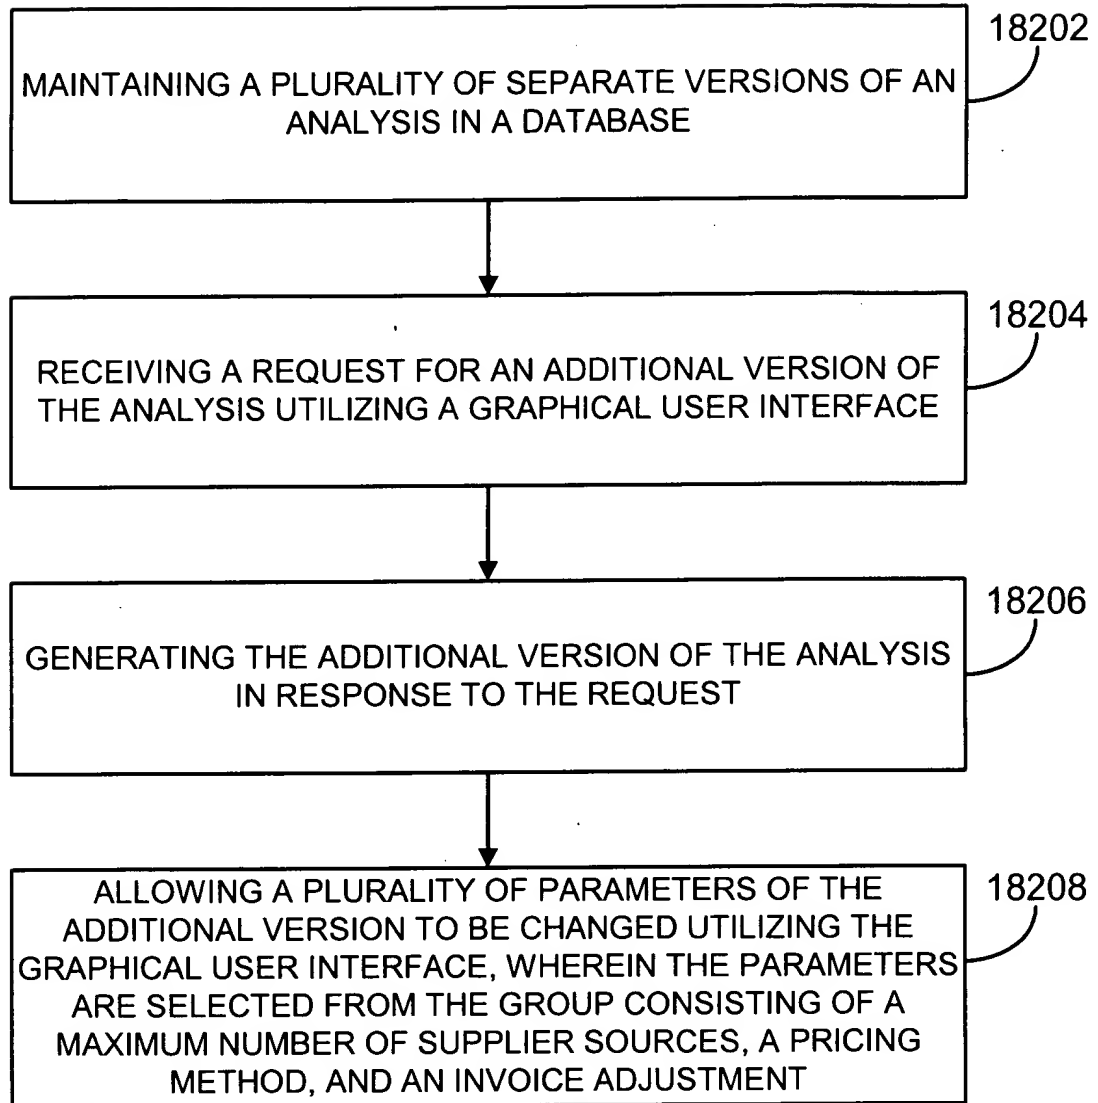 18202
MAINTAINING A PLURALITY OF SEPARATE VERSIONS OF AN
ANALYSIS IN A DATABASE
18204
RECEIVING A REQUEST FOR AN ADDITIONAL VERSION OF
THE ANALYSIS UTILIZING A GRAPHICAL USER INTERFACE
18206
GENERATING THE ADDITIONAL VERSION OF THE ANALYSIS
IN RESPONSE TO THE REQUEST
18208
ALLOWING A PLURALITY OF PARAMETERS OF THE
ADDITIONAL VERSION TO BE CHANGED UTILIZING THE
GRAPHICAL USER INTERFACE, WHEREIN THE PARAMETERS
ARE SELECTED FROM THE GROUP CONSISTING OF A
MAXIMUM NUMBER OF SUPPLIER SOURCES, A PRICING
METHOD, AND AN INVOICE ADJUSTMENT